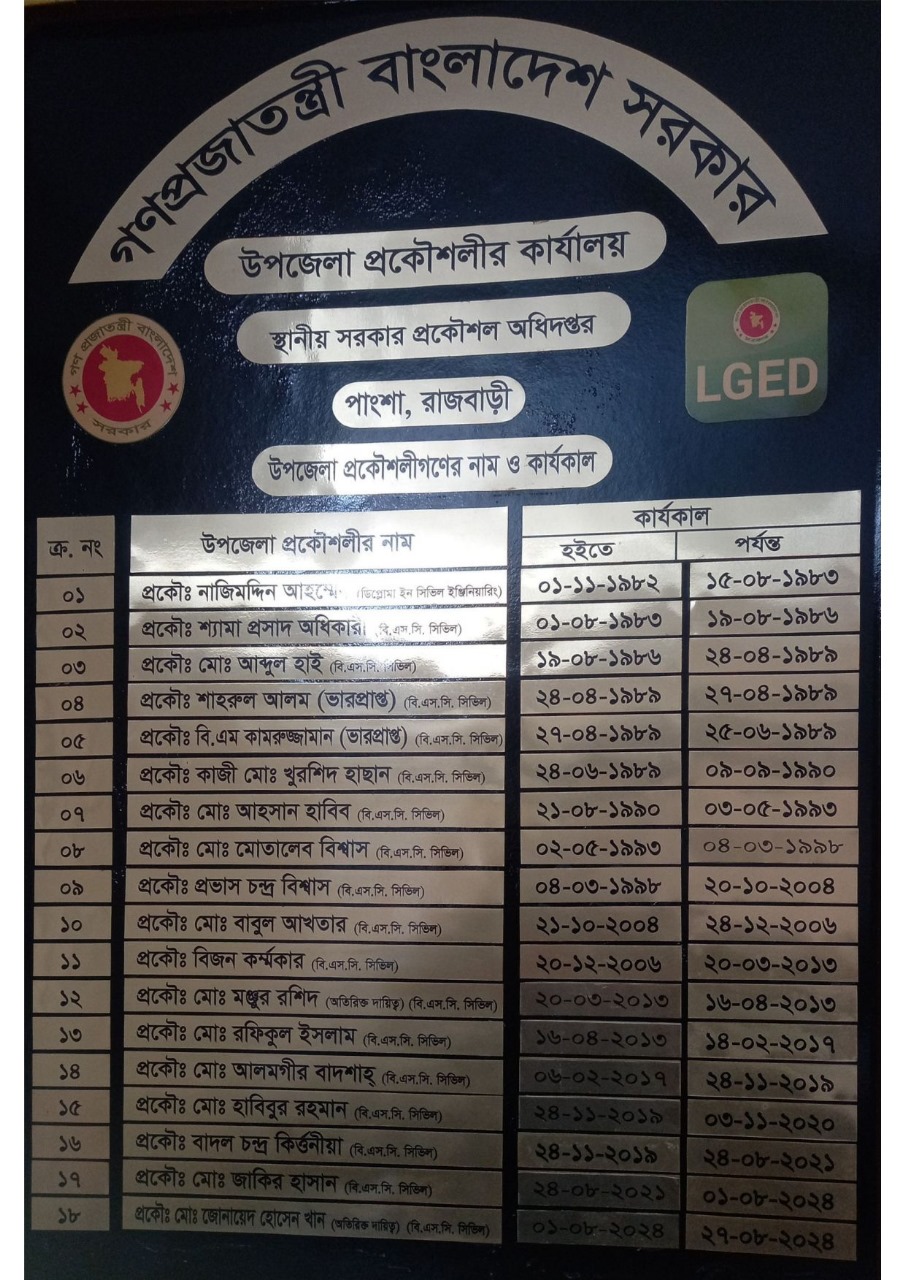 গণপ্রজাতন্ত্রী বাংলাদেশ সরকার
উপজেলা প্রকৌশলীর কার্যালয়
স্থানীয় সরকার প্রকৌশল অধিদপ্তর
পাংশা, রাজবাড়ী
উপজেলা প্রকৌশলীগণের নাম ও কার্যকাল
গণ প্রজাতন্ত্রী বাংলাদেশ
সরকার
LGED
ক্র. নং উপজেলা প্রকৌশলীর নাম কার্যকাল
হইতে পর্যন্ত
০১ প্রকৌঃ নাজিমদ্দিন (ডিপ্লোমা ইন সিভিল ইঞ্জিনিয়ারিং) ০১-১১-১৯৮২ ১৫-০৮-১৯৮৩
০২ প্রকৌঃ শ্যামা প্রসাদ অধিকারী (বি.এস.সি. সিভিল) ০১-০৮-১৯৮৩ ১৯-০৮-১৯৮৬
০৩ প্রকৌঃ মোঃ আব্দুল হাই (বি.এস.সি. সিভিল) ১৯-০৮-১৯৮৬ ২৪-০৪-১৯৮৯
০৪ প্রকৌঃ শাহরুল আলম (ভারপ্রাপ্ত) (বি.এস.সি. সিভিল) ২৪-০৪-১৯৮৯ ২৭-০৪-১৯৮৯
০৫ প্রকৌঃ বি.এম কামরুজ্জামান (ভারপ্রাপ্ত) (বি.এস.সি. সিভিল) ২৭-০৪-১৯৮৯ ২৫-০৬-১৯৮৯
০৬ প্রকৌঃ কাজী মোঃ খুরশিদ হাছান (বি.এস.সি. সিভিল) ২৪-০৬-১৯৮৯ ০৯-০৯-১৯৯০
০৭ প্রকৌঃ মোঃ আহসান হাবিব (বি.এস.সি. সিভিল) ২১-০৮-১৯৯০ ০৩-০৫-১৯৯৩
০৮ প্রকৌঃ মোঃ মোতালেব বিশ্বাস (বি.এস.সি. সিভিল) ০২-০৫-১৯৯৩ ০৪-০৩-১৯৯৮
০৯ প্রকৌঃ প্রভাস চন্দ্র বিশ্বাস (বি.এস.সি. সিভিল) ০৪-০৩-১৯৯৮ ২০-১০-২০০৪
১০ প্রকৌঃ মোঃ বাবুল আখতার (বি.এস.সি. সিভিল) ২১-১০-২০০৪ ২৪-১২-২০০৬
১১ প্রকৌঃ বিজন কর্ম্মকার (বি.এস.সি. সিভিল) ২০-১২-২০০৬ ২০-০৩-২০১৩
১২ প্রকৌঃ মোঃ মঞ্জুর রশিদ (অতিরিক্ত দায়িত্ব) (বি.এস.সি. সিভিল) ২০-০৩-২০১৩ ১৬-০৪-২০১৩
১৩ প্রকৌঃ মোঃ রফিকুল ইসলাম (বি.এস.সি. সিভিল) ১৬-০৪-২০১৩ ১৪-০২-২০১৭
১৪ প্রকৌঃ মোঃ আলমগীর বাদশাহ্ (বি.এস.সি. সিভিল) ০৬-০২-২০১৭ ২৪-১১-২০১৯
১৫ প্রকৌঃ মোঃ হাবিবুর রহমান (বি.এস.সি. সিভিল) ২৪-১১-২০১৯ ০৩-১১-২০২০
১৬ প্রকৌঃ বাদল চন্দ্র কির্ত্তনীয়া (বি.এস.সি. সিভিল) ২৪-১১-২০১৯ ২৪-০৮-২০২১
১৭ প্রকৌঃ মোঃ জাকির হাসান (বি.এস.সি. সিভিল) ২৪-০৮-২০২১ ০১-০৮-২০২৪
১৮ প্রকৌঃ মোঃ জোনায়েদ হোসেন খান (অতিরিক্ত দায়িত্ব) (বি.এস.সি. সিভিল) ০১-০৮-২০২৪ ২৭-০৮-২০২৪